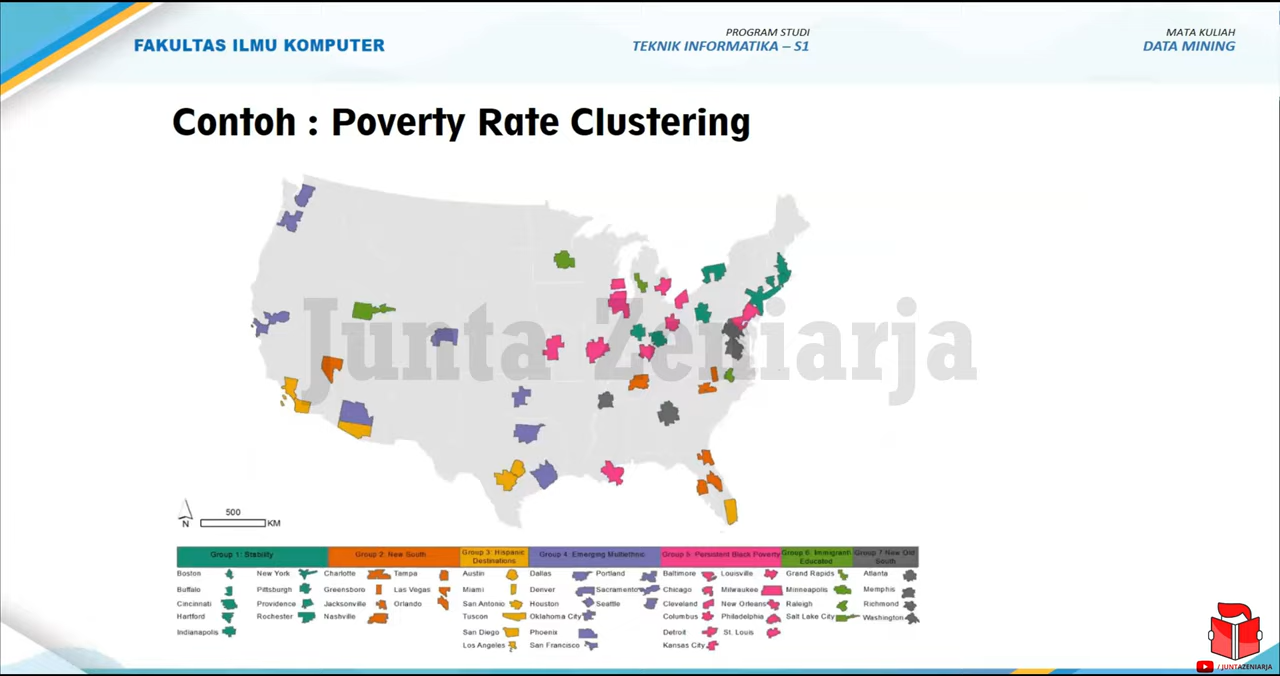 FAKULTAS ILMU KOMPUTER
PROGRAM STUDI
TEKNIK INFORMATIKA – S1
MATA KULIAH
DATA MINING
Contoh : Poverty Rate Clustering
Junta Zeniarja
N
500
KM
Group 1: Stability
Boston
New York
Buffalo
Pittsburgh
Cincinnati
Providence
Hartford
Rochester
Indianapolis
Group 2: New South
Charlotte
Tampa
Greensboro
Las Vegas
Jacksonville
Orlando
Nashville
Group 3: Hispanic
Destinations
Austin
Miami
San Antonio
Tuscon
San Diego
Los Angeles
Group 4: Emerging Multiethnic
Dallas
Portland
Denver
Sacramento
Houston
Seattle
Oklahoma City
Phoenix
San Francisco
Group 5: Persistent Black Poverty
Baltimore
Louisville
Chicago
Milwaukee
Cleveland
New Orleans
Columbus
Philadelphia
Detroit
St. Louis
Kansas City
Group 6: Immigrant
Educated
Grand Rapids
Minneapolis
Raleigh
Salt Lake City
Group 7 New Old
South
Atlanta
Memphis
Richmond
Washington
/ JUNTAZENIARJA